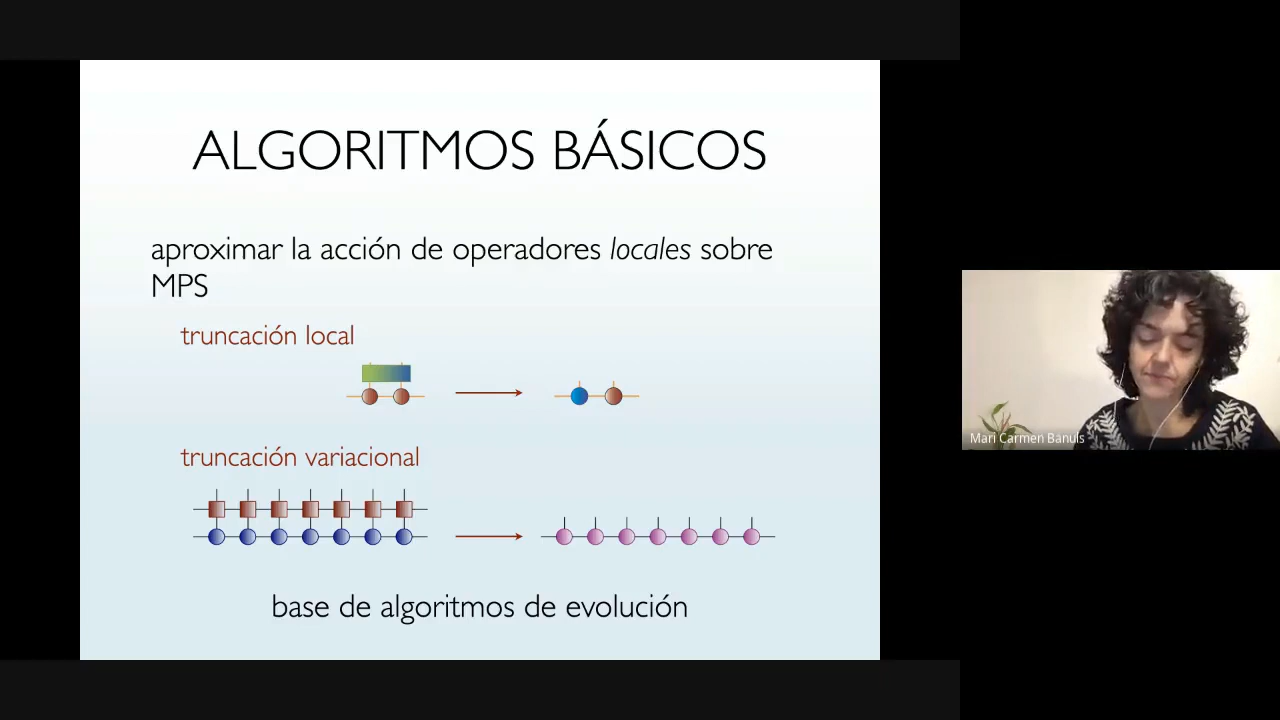 ALGORITMOS BÁSICOS
aproximar la acción de operadores locales sobre
MPS
truncación local
truncación variacional
base de algoritmos de evolución
Mari Carmen Banuls